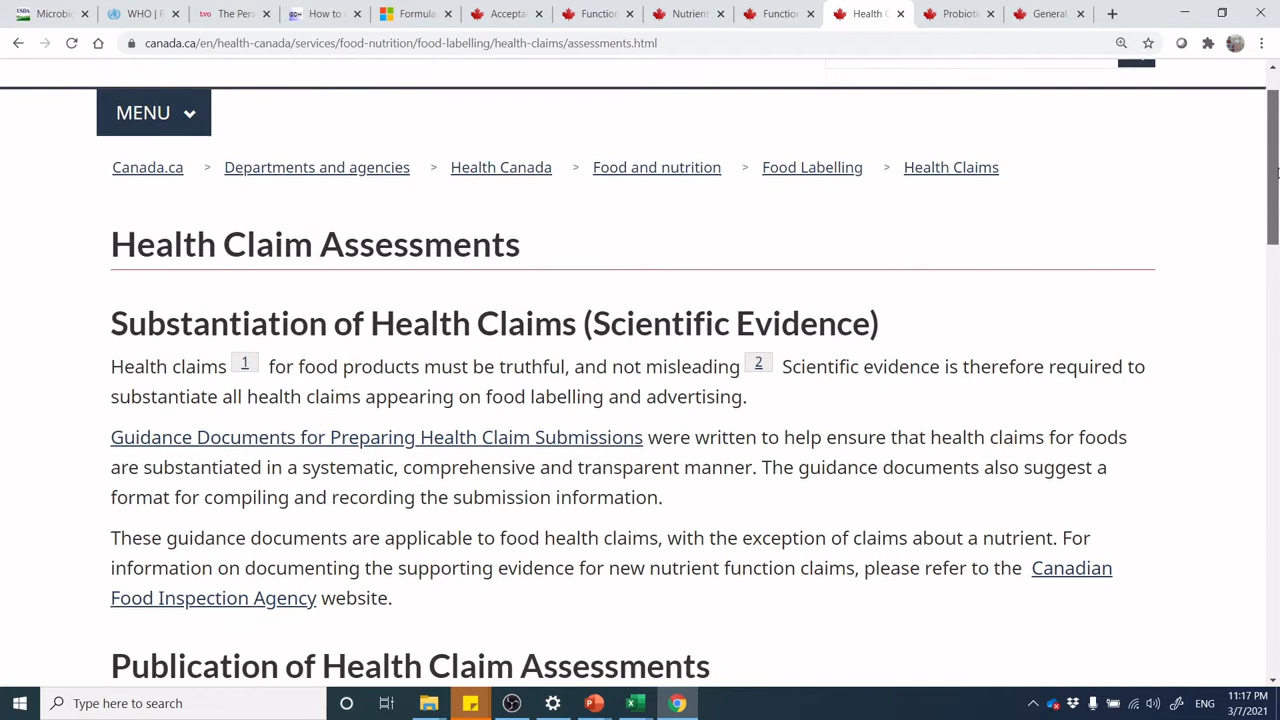 USDA Microbic
WHO | R
tvo The Pers
How to c
Formula
Accepta
Function
Nutrient
Function
Health C
Probioti
General
canada.ca/en/health-canada/services/food-nutrition/food-labelling/health-claims/assessments.html
MENU
Canada.ca > Departments and agencies > Health Canada > Food and nutrition > Food Labelling > Health Claims
Health Claim Assessments
Substantiation of Health Claims (Scientific Evidence)
Health claims 1 for food products must be truthful, and not misleading 2 Scientific evidence is therefore required to
substantiate all health claims appearing on food labelling and advertising.
Guidance Documents for Preparing Health Claim Submissions were written to help ensure that health claims for foods
are substantiated in a systematic, comprehensive and transparent manner. The guidance documents also suggest a
format for compiling and recording the submission information.
These guidance documents are applicable to food health claims, with the exception of claims about a nutrient. For
information on documenting the supporting evidence for new nutrient function claims, please refer to the Canadian
Food Inspection Agency website.
Publication of Health Claim Assessments
Type here to search
ENG
11:17 PM
3/7/2021